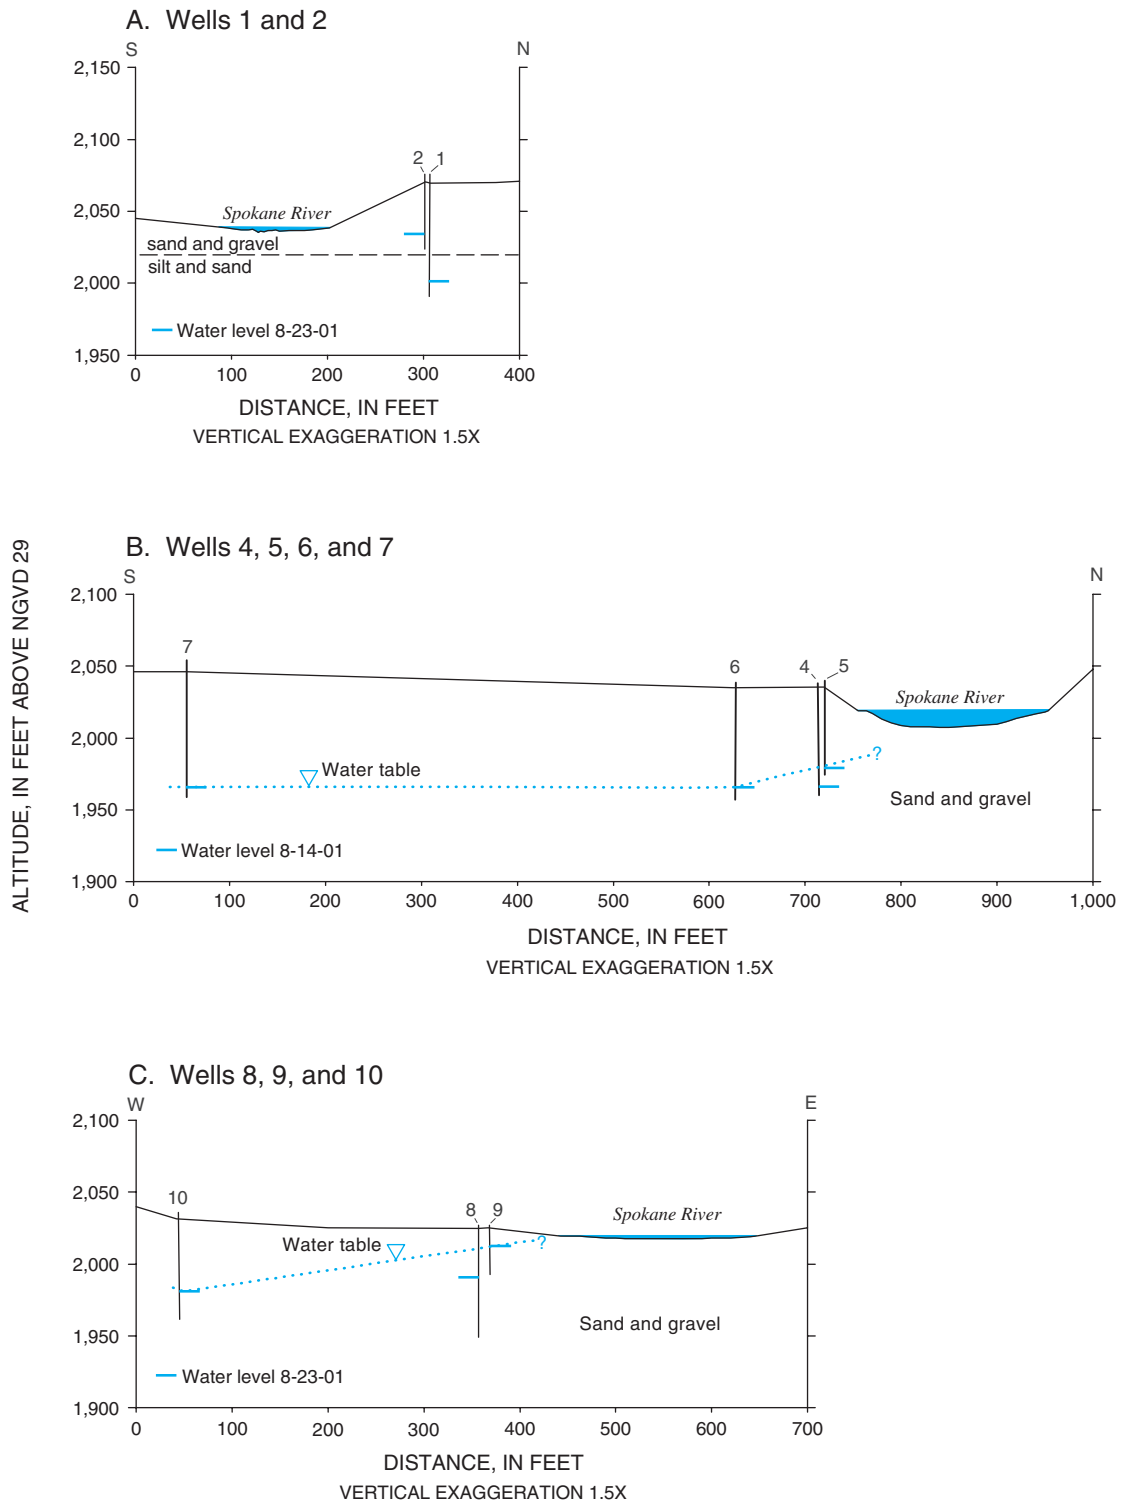 A. Wells 1 and 2
S
N
2,150
2,100
2,050
2,000
1,950
2 1
Spokane River
sand and gravel
silt and sand
Water level 8-23-01
0 100 200 300 400
DISTANCE, IN FEET
VERTICAL EXAGGERATION 1.5X
ALTITUDE, IN FEET ABOVE NGVD 29
B. Wells 4, 5, 6, and 7
S
N
2,100
2,050
2,000
1,950
1,900
7
6 4 5
Spokane River
?
Water table
Sand and gravel
Water level 8-14-01
0 100 200 300 400 500 600 700 800 900 1,000
DISTANCE, IN FEET
VERTICAL EXAGGERATION 1.5X
C. Wells 8, 9, and 10
W
E
2,100
2,050
2,000
1,950
1,900
10
8 9
Spokane River
Water table
?
Sand and gravel
Water level 8-23-01
0 100 200 300 400 500 600 700
DISTANCE, IN FEET
VERTICAL EXAGGERATION 1.5X